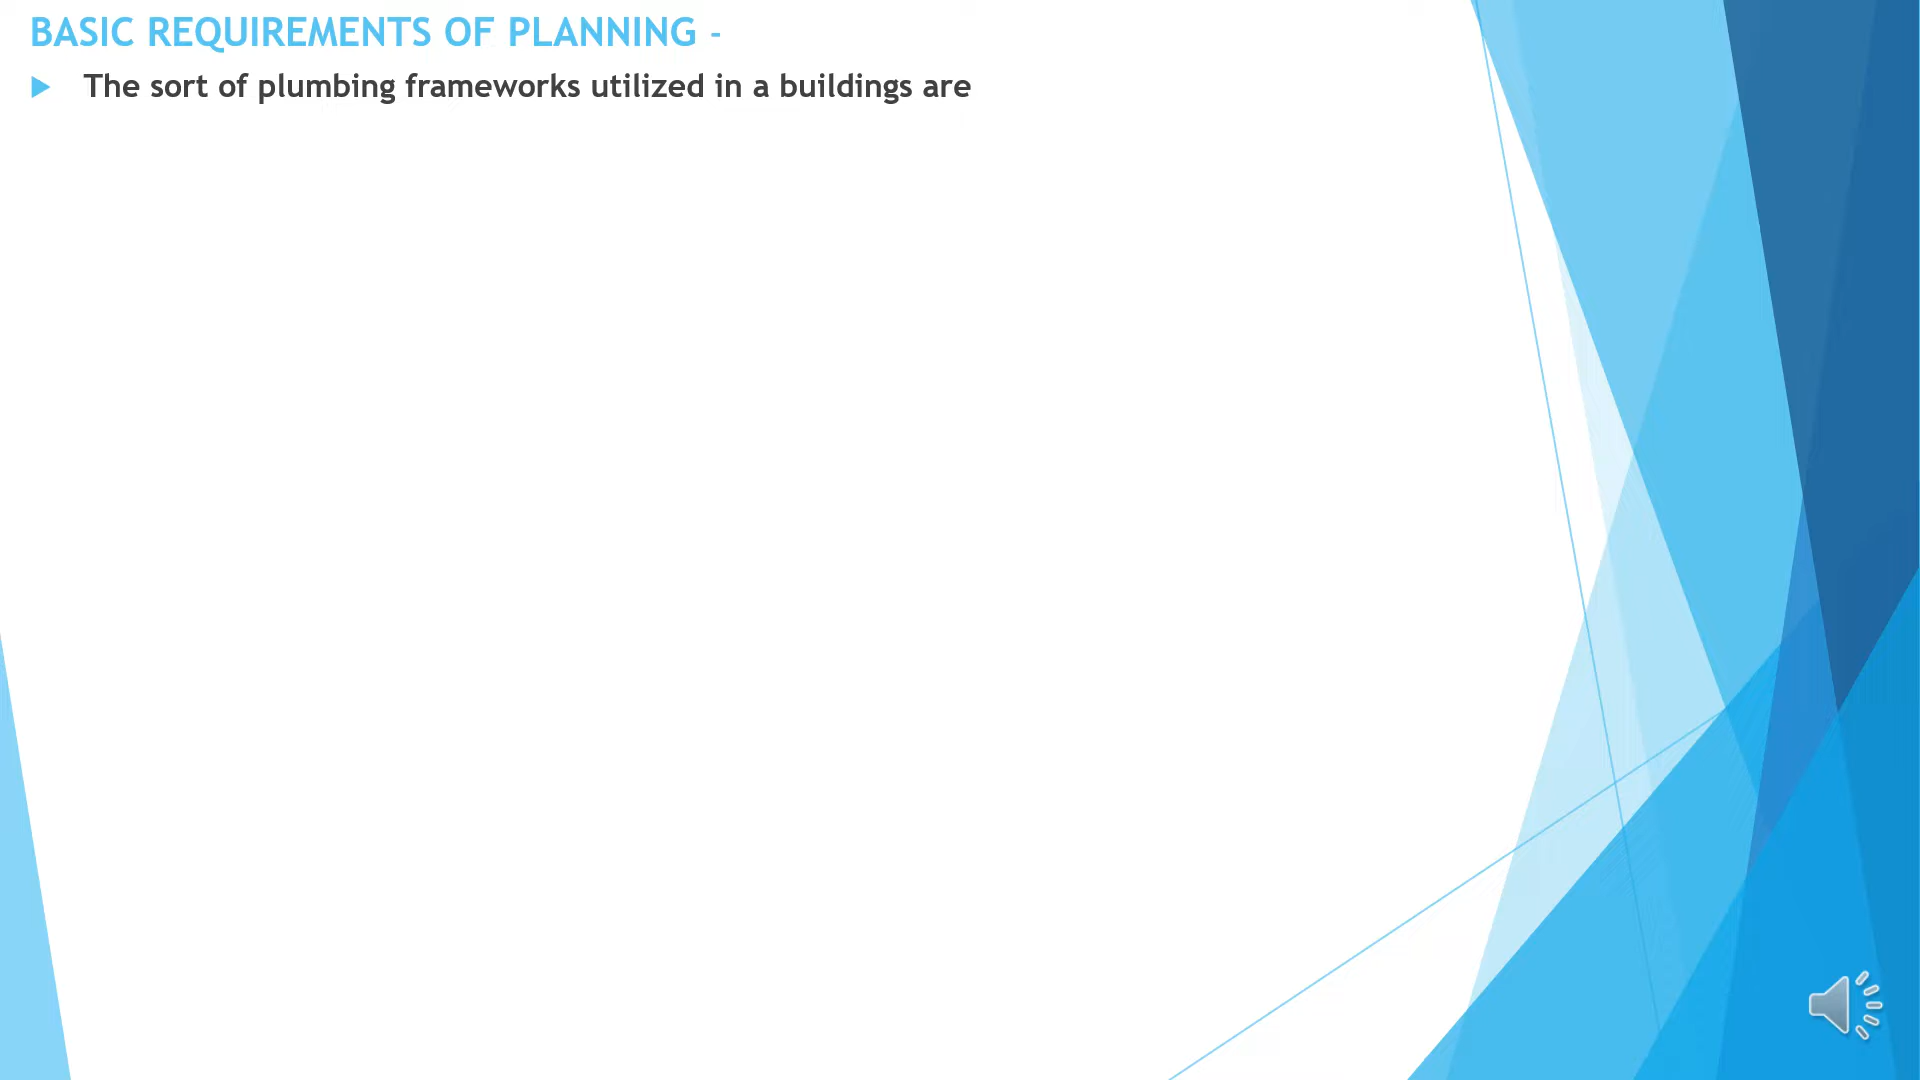 BASIC REQUIREMENTS OF PLANNING -
The sort of plumbing frameworks utilized in a buildings are